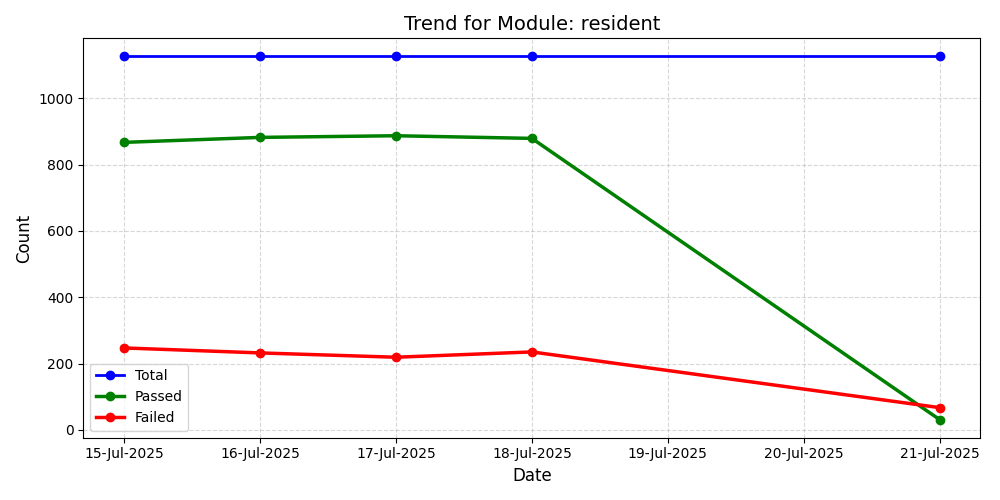 Trend for Module: resident
Count
1000
800
600
400
200
0
Total
Passed
Failed
15-Jul-2025
16-Jul-2025
17-Jul-2025
18-Jul-2025
19-Jul-2025
20-Jul-2025
21-Jul-2025
Date